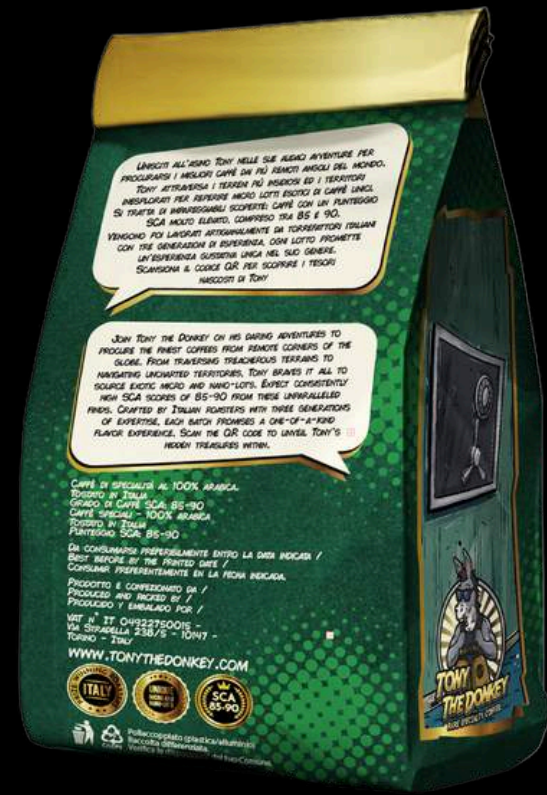 UNISCITI ALL'ASINO TONY NELLE SUE AUDACI AVVENTURE PER
PROCURARSI I MIGLIORI CAFFÈ DAI PIÙ REMOTI ANGOLI DEL MONDO.
TONY ATTRAVERSA I TERRENI PIÙ INSIDIOSI ED I TERRITORI
INESPLORATI PER REPERIRE MICRO LOTTI ESOTICI DI CAFFÈ UNICI.
SI TRATTA DI IMPAREGGIABILI SCOPERTE: CAFFÈ CON UN PUNTEGGIO
SCA MOLTO ELEVATO, COMPRESO TRA 85 E 90.
VENGONO POI LAVORATI ARTIGIANALMENTE DA TORREFATTORI ITALIANI
CON TRE GENERAZIONI DI ESPERIENZA, OGNI LOTTO PROMETTE
UN'ESPERIENZA GUSTATIVA UNICA NEL SUO GENERE.
SCANSIONA IL CODICE QR PER SCOPRIRE I TESORI
NASCOSTI DI TONY
JOIN TONY THE DONKEY ON HIS DARING ADVENTURES TO
PROCURE THE FINEST COFFEES FROM REMOTE CORNERS OF THE
GLOBE. FROM TRAVERSING TREACHEROUS TERRAINS TO
NAVIGATING UNCHARTED TERRITORIES, TONY BRAVES IT ALL TO
SOURCE EXOTIC MICRO AND NANO-LOTS. EXPECT CONSISTENTLY
HIGH SCA SCORES OF 85-90 FROM THESE UNPARALLELED
FINDS. CRAFTED BY ITALIAN ROASTERS WITH THREE GENERATIONS
OF EXPERTISE, EACH BATCH PROMISES A ONE-OF-A-KIND
FLAVOR EXPERIENCE. SCAN THE QR CODE TO UNVEIL TONY'S
HIDDEN TREASURES WITHIN.
CAFFÈ DI SPECIALITÀ AL 100% ARABICA.
TOSTATO IN ITALIA
GRADO DI CAFFÈ SCA: 85-90
CAFFÈ SPECIALI - 100% ARABICA
TOSTATO IN ITALIA
PUNTEGGIO SCA: 85-90
DA CONSUMARSI PREFERIBILMENTE ENTRO LA DATA INDICATA /
BEST BEFORE BY THE PRINTED DATE /
CONSUMIR PREFERENTEMENTE EN LA FECHA INDICADA.
PRODOTTO E CONFEZIONATO DA /
PRODUCED AND PACKED BY /
PRODUCIDO Y EMBALADO POR /
VAT N° IT 04922750015 -
VIA STRADELLA 238/S - 10147 -
TORINO - ITALY
WWW.TONYTHEDONKEY.COM
ITALY
SCA
85-90
Poliaccoppiato (plastica/alluminio)
Raccolta differenziata.
Verifica le del tuo Comune
TONY
THE DONKEY